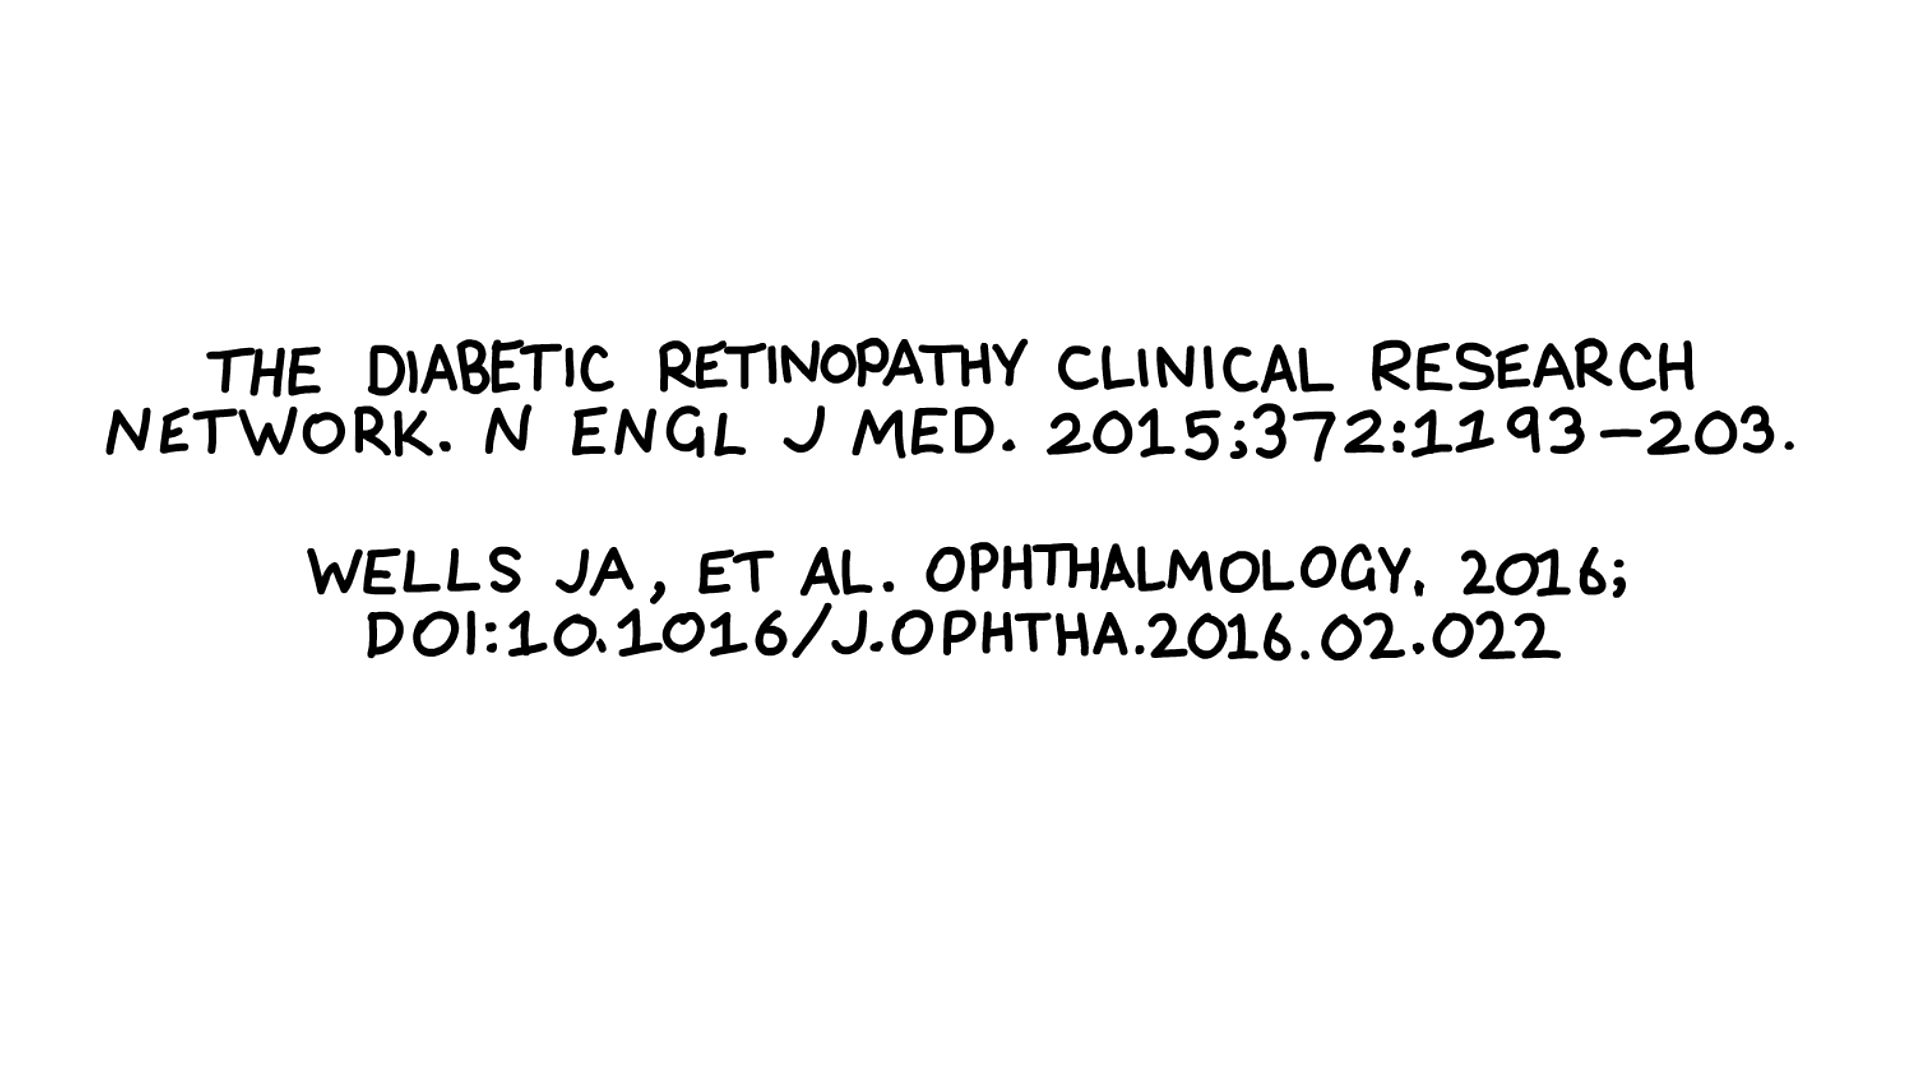 THE DIABETIC RETINOPATHY CLINICAL RESEARCH
NETWORK. N ENGL J MED. 2015;372:1193-203.
WELLS JA, ET AL. OPHTHALMOLOGY. 2016;
DOI:10.1016/J.OPHTHA.2016.02.022